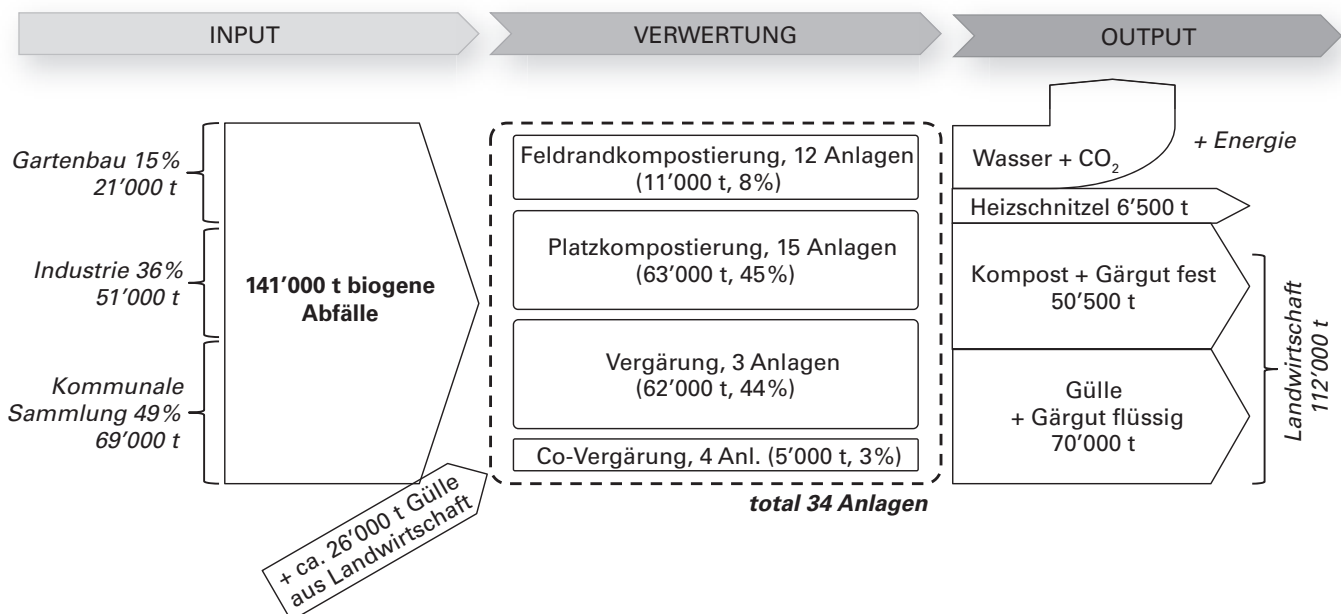 INPUT
VERWERTUNG
OUTPUT
Gartenbau 15%
21’000 t
Industrie 36%
51’000 t
Kommunale
Sammlung 49%
69’000 t
141’000 t biogene
Abfälle
+ ca. 26’000 t Gülle
aus Landwirtschaft
Feldrandkompostierung, 12 Anlagen
(11’000 t, 8%)
Platzkompostierung, 15 Anlagen
(63’000 t, 45%)
Vergärung, 3 Anlagen
(62’000 t, 44%)
Co-Vergärung, 4 Anl. (5’000 t, 3%)
total 34 Anlagen
Wasser + CO₂
+ Energie
Heizschnitzel 6’500 t
Kompost + Gärgut fest
50’500 t
Gülle
+ Gärgut flüssig
70’000 t
Landwirtschaft
112’000 t